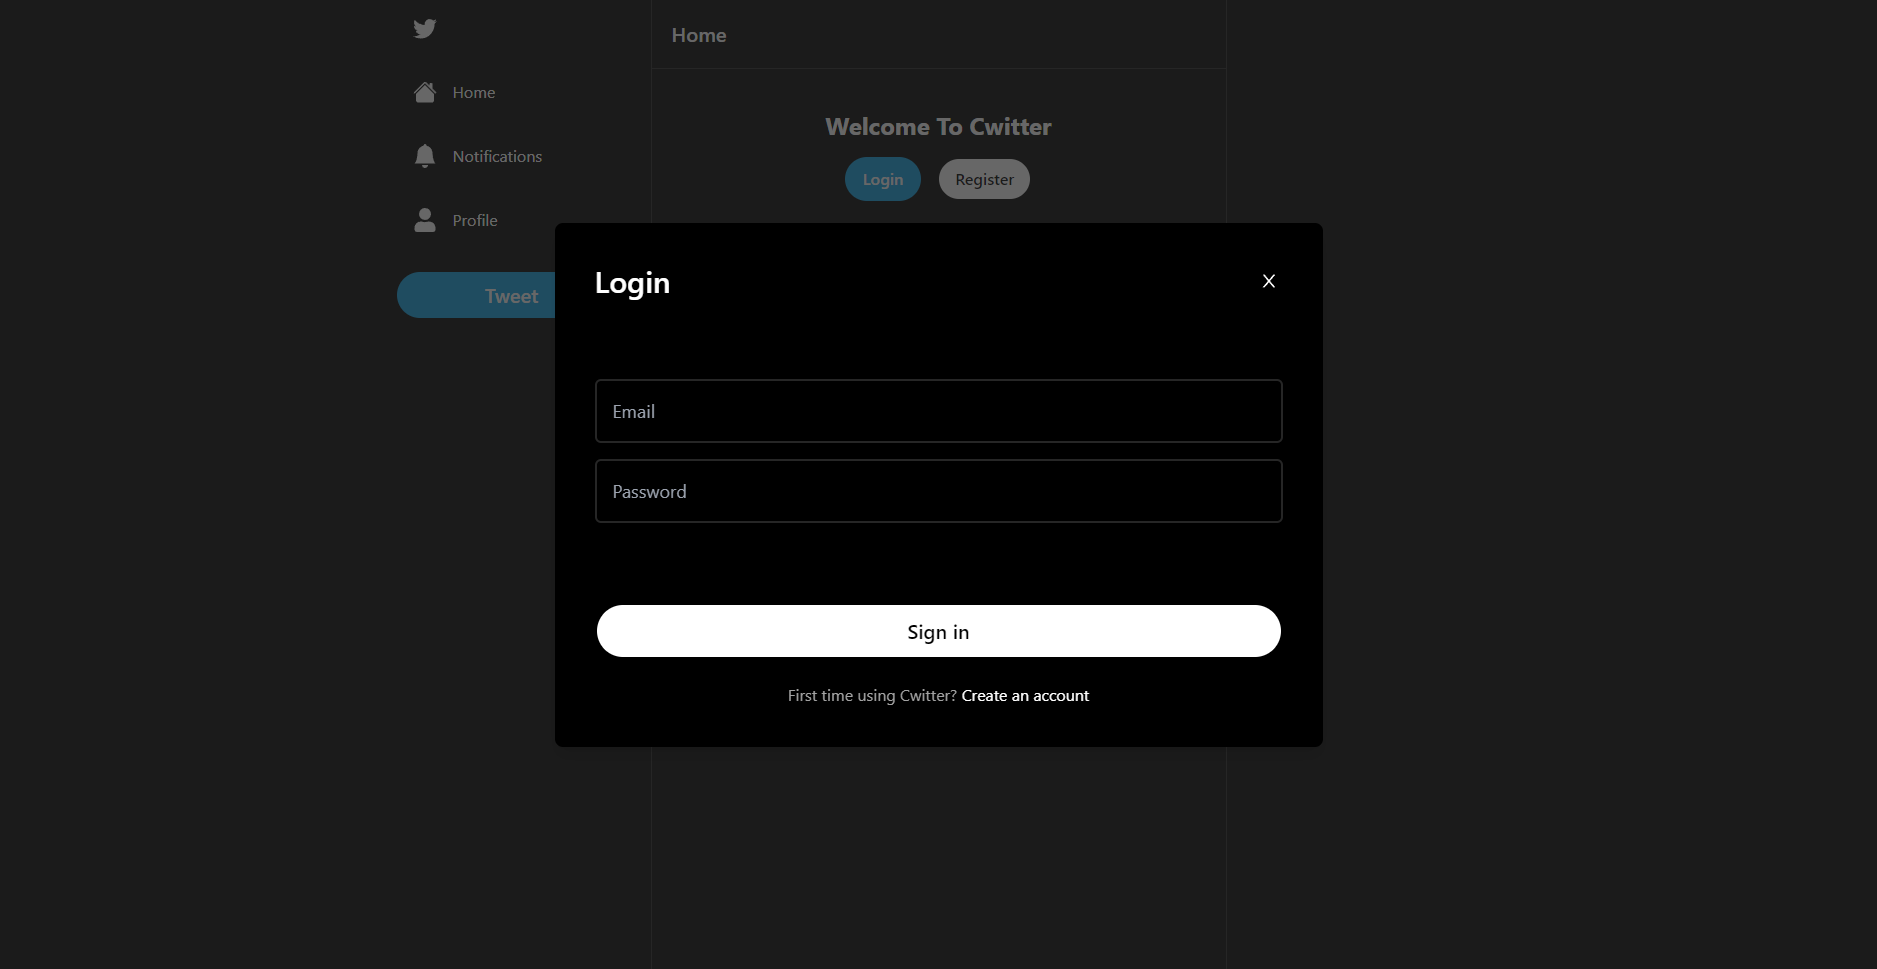 Home
Home
Notifications
Profile
Tweet
Welcome To Cwitter
Login
Register
Login
Email
Password
Sign in
First time using Cwitter? Create an account